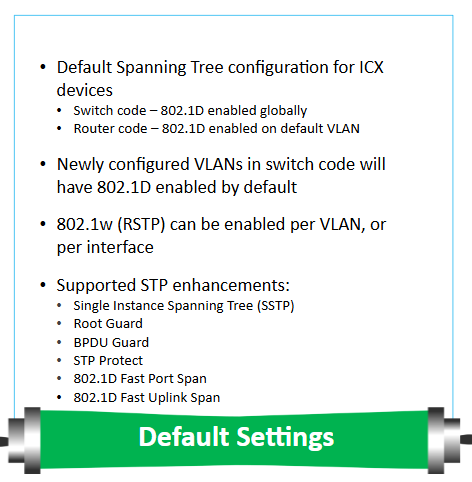 • Default Spanning Tree configuration for ICX
devices
• Switch code – 802.1D enabled globally
• Router code – 802.1D enabled on default VLAN
• Newly configured VLANs in switch code will
have 802.1D enabled by default
• 802.1w (RSTP) can be enabled per VLAN, or
per interface
• Supported STP enhancements:
• Single Instance Spanning Tree (SSTP)
• Root Guard
• BPDU Guard
• STP Protect
• 802.1D Fast Port Span
• 802.1D Fast Uplink Span
Default Settings